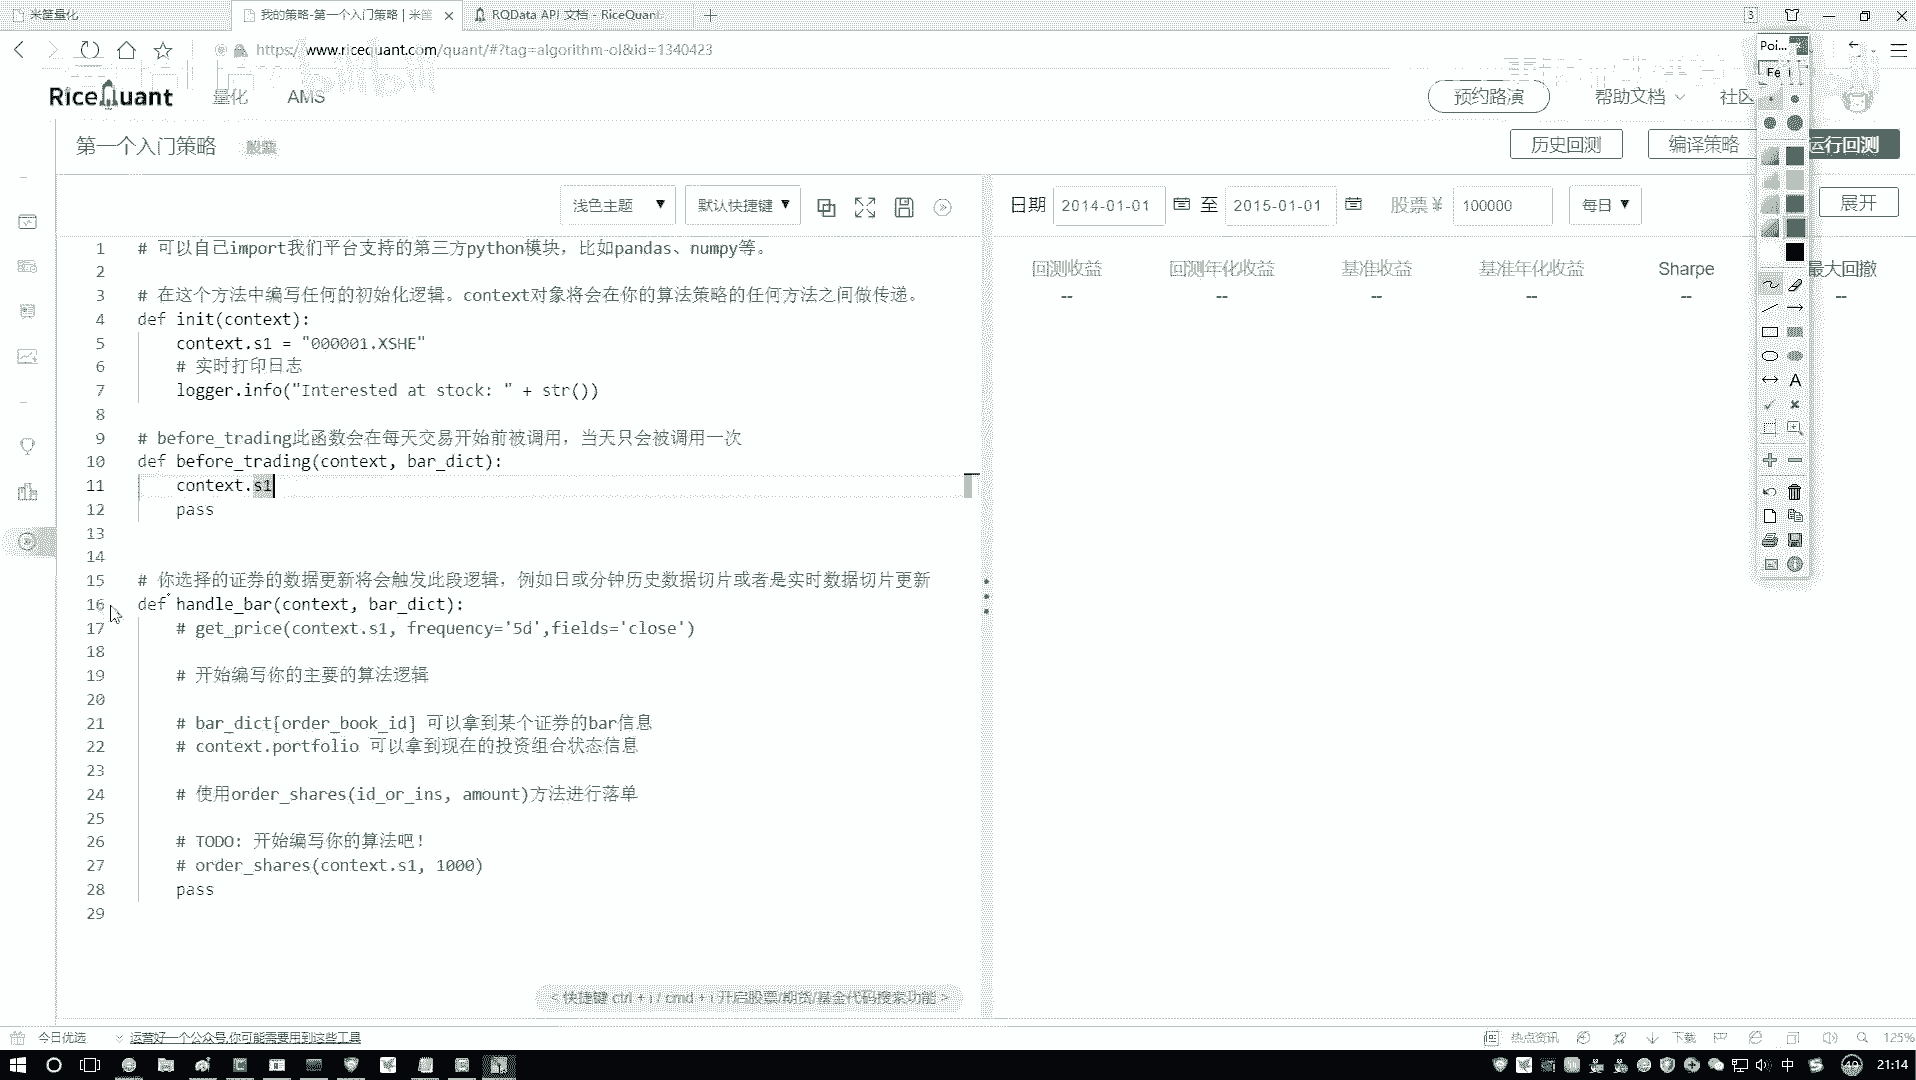 米筐量化
我的策略-第一个入门策略 | 米筐
RQData API 文档 - RiceQuant
https://www.ricequant.com/quant/#?tag=algorithm-ol&id=1340423
RiceQuant
量化
AMS
预约路演
帮助文档
社区
第一个入门策略
股票
历史回测
编译策略
运行回测
浅色主题
默认快捷键
日期 2014-01-01 至 2015-01-01 股票¥ 100000 每日
展开
回测收益 回测年化收益 基准收益 基准年化收益 Sharpe 最大回撤
-- -- -- -- -- --
1 # 可以自己import我们平台支持的第三方python模块，比如pandas、numpy等。
2
3 # 在这个方法中编写任何的初始化逻辑。context对象将会在你的算法策略的任何方法之间做传递。
4 def init(context):
5 context.s1 = "000001.XSHE"
6 # 实时打印日志
7 logger.info("Interested at stock: " + str())
8
9 # before_trading此函数会在每天交易开始前被调用，当天只会被调用一次
10 def before_trading(context, bar_dict):
11 context.s1
12 pass
13
14
15 # 你选择的证券的数据更新将会触发此段逻辑，例如日或分钟历史数据切片或者是实时数据切片更新
16 def handle_bar(context, bar_dict):
17 # get_price(context.s1, frequency='5d',fields='close')
18
19 # 开始编写你的主要的算法逻辑
20
21 # bar_dict[order_book_id] 可以拿到某个证券的bar信息
22 # context.portfolio 可以拿到现在的投资组合状态信息
23
24 # 使用order_shares(id_or_ins, amount)方法进行落单
25
26 # TODO: 开始编写你的算法吧！
27 # order_shares(context.s1, 1000)
28 pass
29
< 快捷键 ctrl + i / cmd + i 开启股票/期货/基金代码搜索功能 >
Poi...
A
今日优选
运营好一个公众号,你可能需要用到这些工具
热点资讯
下载
125%
中
21:14